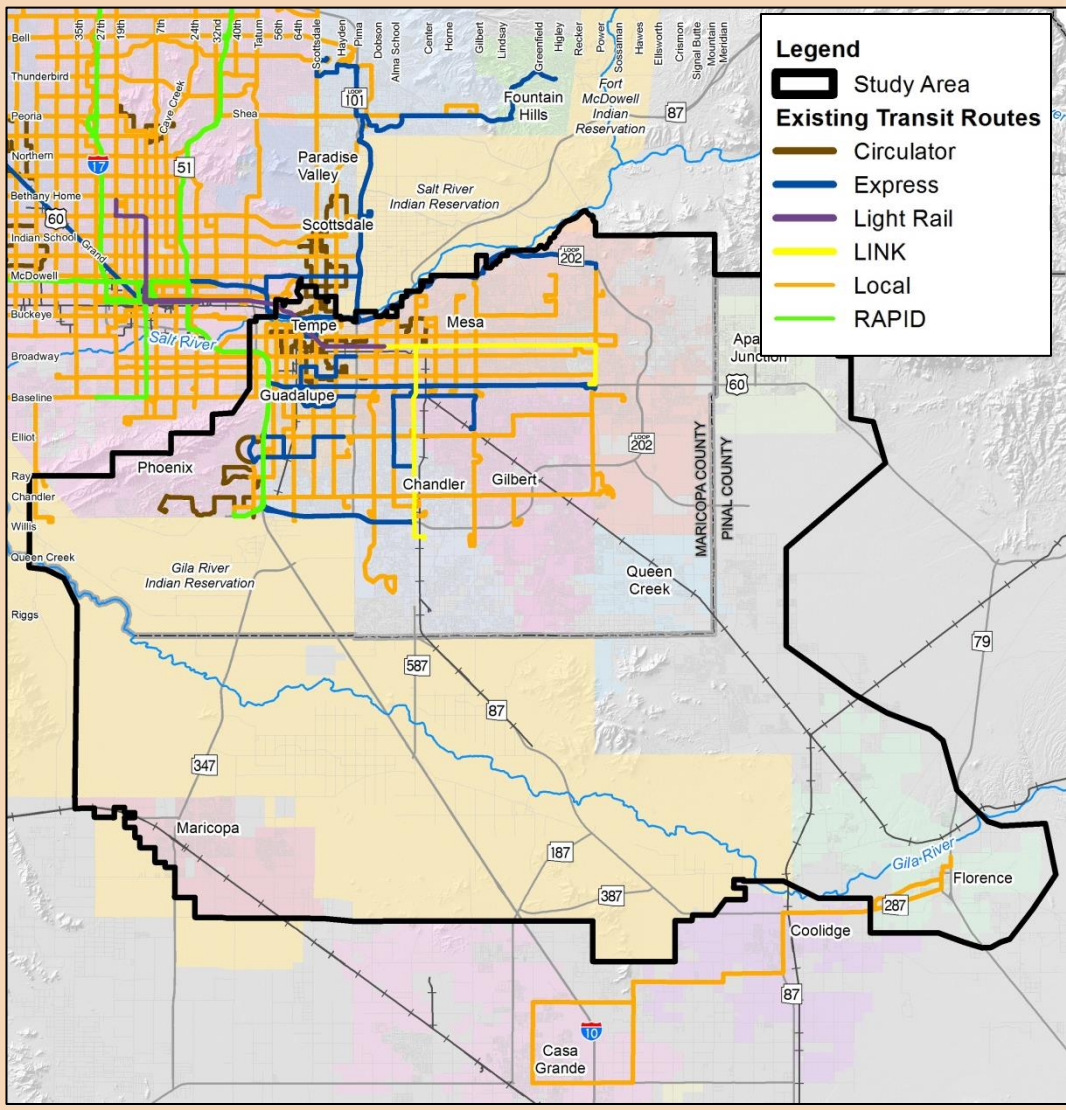 Bell
Thunderbird
Peoria
Northern
Bethany Home
Indian School
McDowell
Buckeye
Broadway
Baseline
Elliot
Ray
Chandler
Willis
Queen Creek
Riggs
35th
27th
19th
7th
24th
32nd
40th
Tatum
56th
64th
Scottsdale
Hayden
Pima
Dobson
Alma School
Center
Horne
Gilbert
Lindsay
Greenfield
Higley
Recker
Power
Sossaman
Hawes
Ellsworth
Crismon
Signal Butte
Mountain
Meridian
Legend
Study Area
Existing Transit Routes
Circulator
Express
Light Rail
LINK
Local
RAPID
Cave Creek
Shea
LOOP
101
Fountain
Hills
Fort
McDowell
Indian
Reservation
87
17
51
Paradise
Valley
Salt River
Indian Reservation
60
Grand
Scottsdale
LOOP
202
Tempe
Mesa
Salt River
Apa
Junction
60
Guadalupe
LOOP
202
MARICOPA COUNTY
PINAL COUNTY
Phoenix
Chandler
Gilbert
Gila River
Indian Reservation
Queen
Creek
79
587
87
347
Maricopa
187
387
Gila River
Florence
287
Coolidge
87
10
Casa
Grande